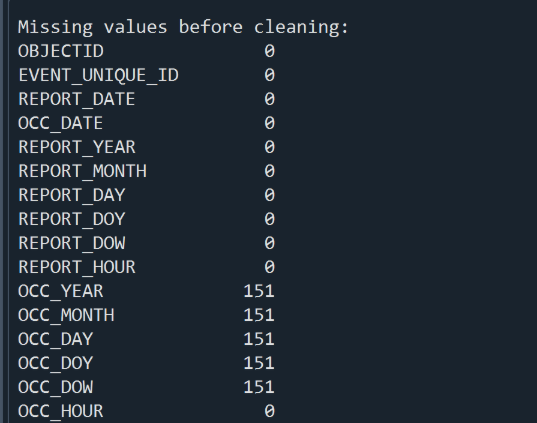 Missing values before cleaning:
OBJECTID 0
EVENT_UNIQUE_ID 0
REPORT_DATE 0
OCC_DATE 0
REPORT_YEAR 0
REPORT_MONTH 0
REPORT_DAY 0
REPORT_DOY 0
REPORT_DOW 0
REPORT_HOUR 0
OCC_YEAR 151
OCC_MONTH 151
OCC_DAY 151
OCC_DOY 151
OCC_DOW 151
OCC_HOUR 0